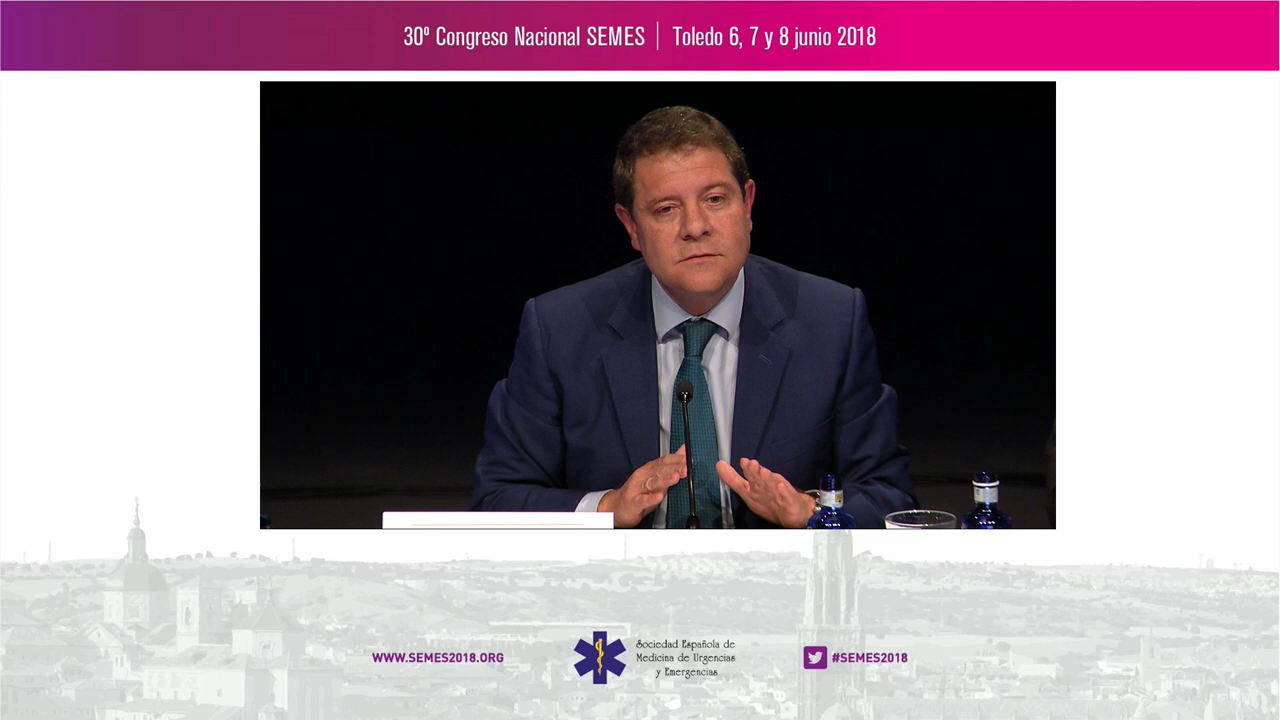 30º Congreso Nacional SEMES | Toledo 6, 7 y 8 junio 2018
WWW.SEMES2018.ORG
Sociedad Española de
Medicina de Urgencias
y Emergencias
#SEMES2018